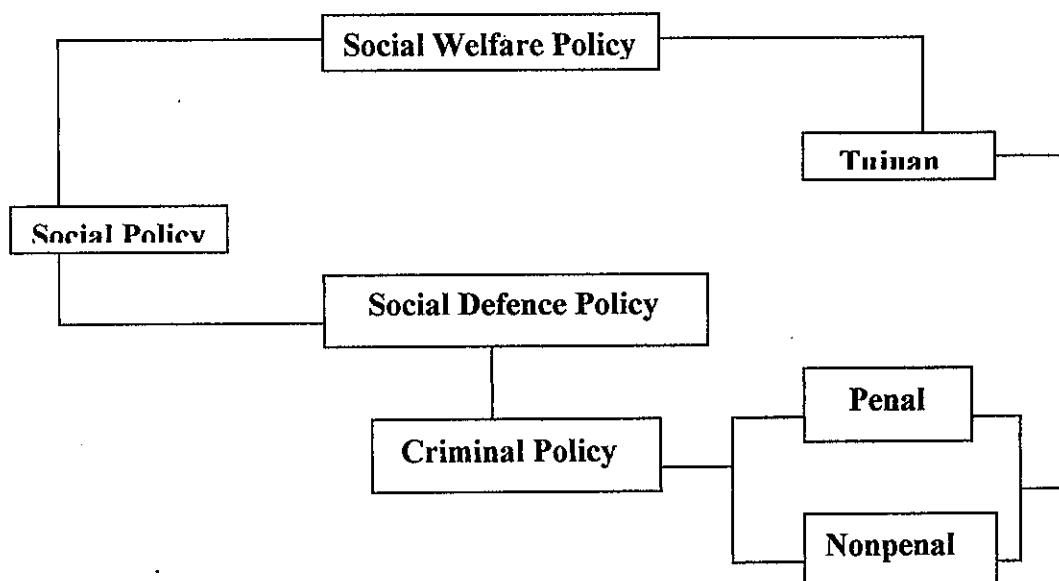 Social Welfare Policy
Tujuan
Social Policy
Social Defence Policy
Penal
Criminal Policy
Nonpenal